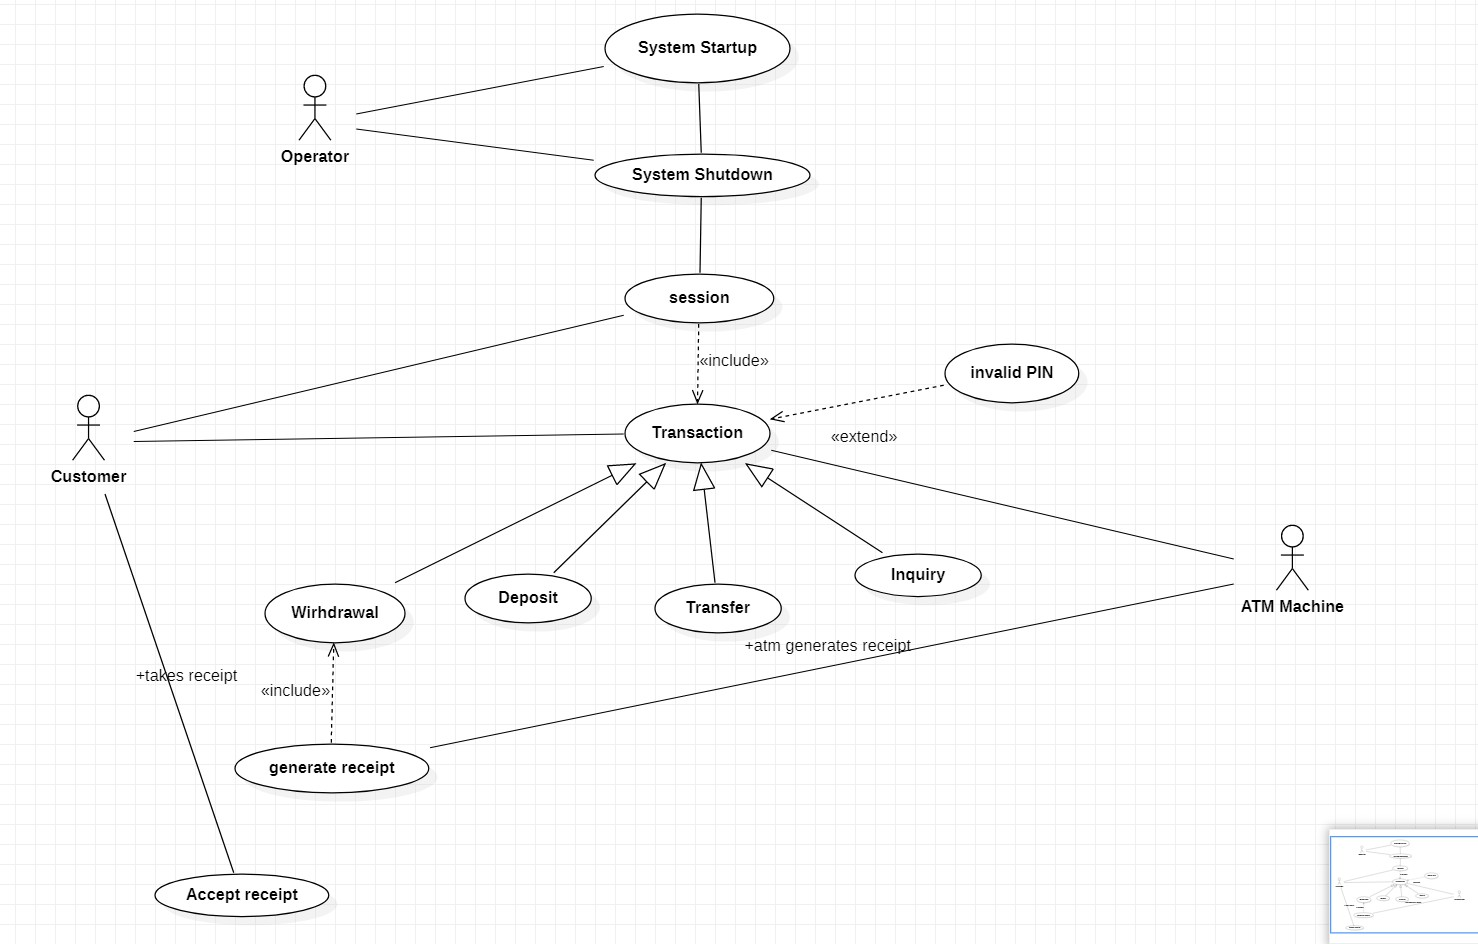 System Startup
Operator
System Shutdown
session
«include»
invalid PIN
Transaction
«extend»
Customer
Inquiry
Deposit
Transfer
Wirhdrawal
ATM Machine
+atm generates receipt
+takes receipt
«include»
generate receipt
Accept receipt